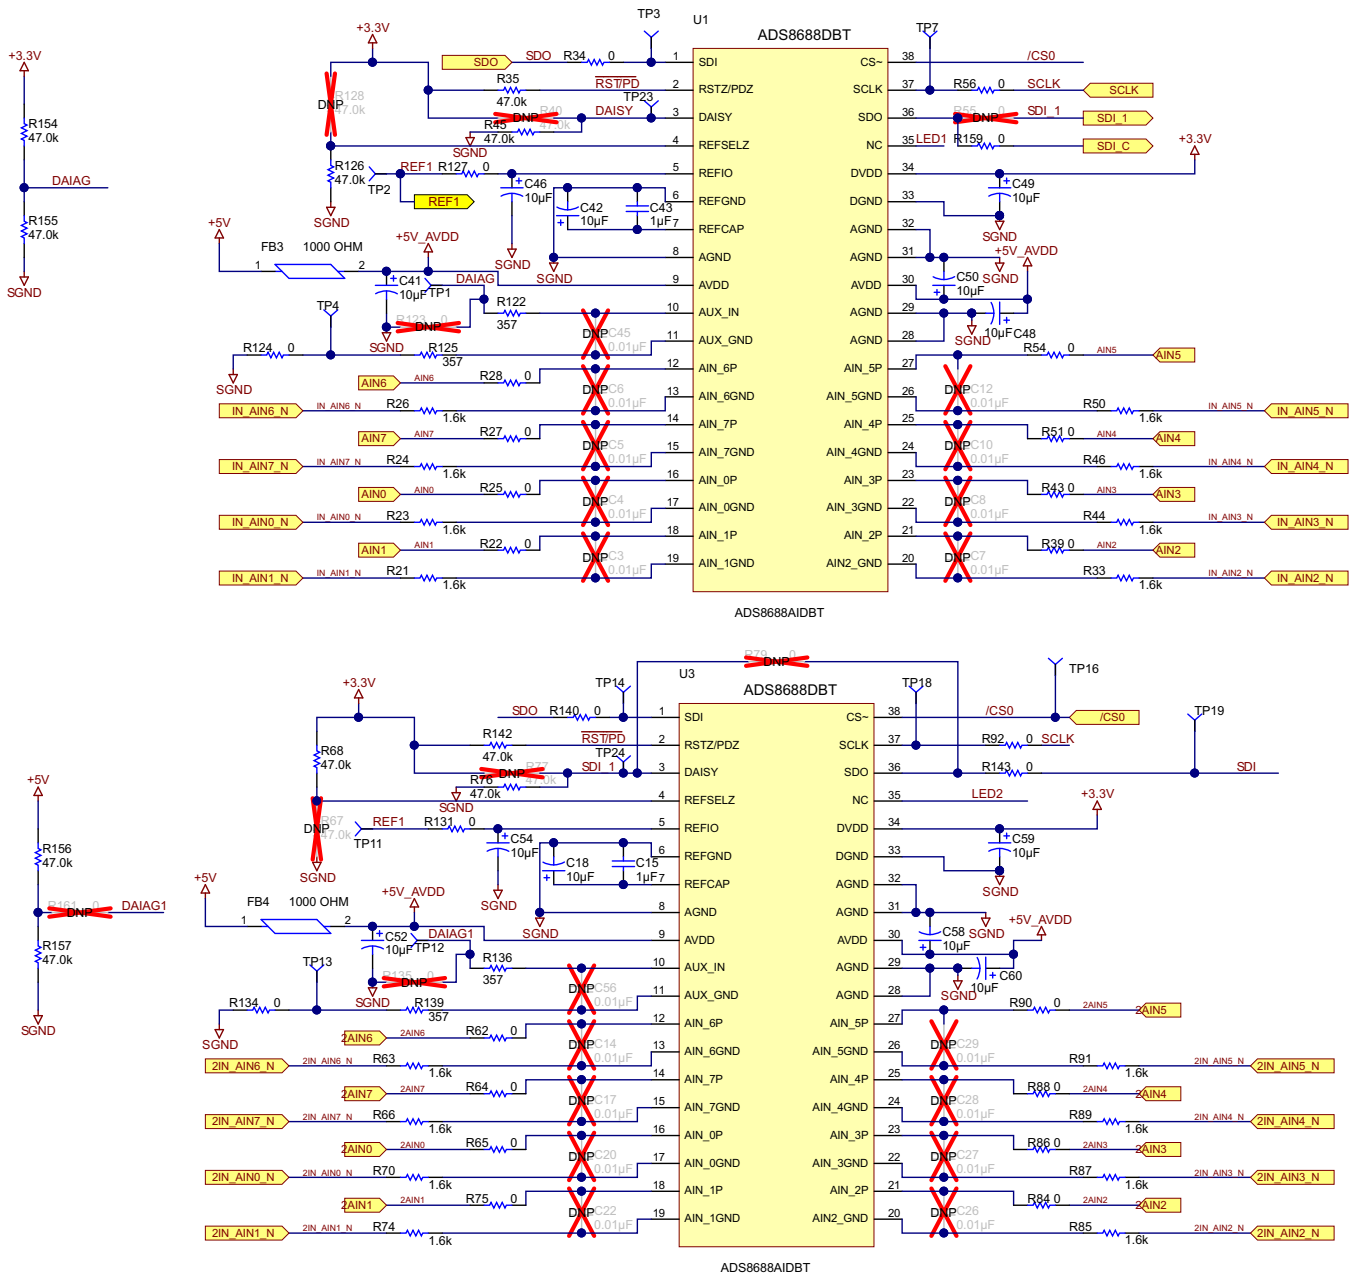 U1
ADS8688DBT
TP3
TP7
+3.3V
+3.3V
SDO
SDO
R34 0
1 SDI
CS~ 38
/CS0
R35
47.0k
RST/PD
2 RSTZ/PDZ
SCLK 37
R56 0
SCLK
SCLK
R128
47.0k
DNP
R40
47.0k
DNP
DAISY
TP23
3 DAISY
SDO 36
R55 0
DNP
SDI_1
SDI_1
R154
47.0k
R45
47.0k
SGND
4 REFSELZ
NC 35
LED1
R159
0
SDI_C
+3.3V
R126
47.0k
SGND
TP2
REF1
R127
0
5 REFIO
DVDD 34
DAIAG
REF1
C46
10µF
SGND
C42
10µF
C43
1µF
6 REFGND
DGND 33
C49
10µF
SGND
R155
47.0k
SGND
7 REFCAP
AGND 32
+5V
FB3
1000 OHM
1
2
+5V_AVDD
SGND
8 AGND
AGND 31
SGND
+5V_AVDD
C41
10µF
TP1
DAIAG
9 AVDD
AVDD 30
C50
10µF
TP4
SGND
R123 0
DNP
R122
357
10 AUX_IN
AGND 29
SGND
10µF
C48
DNP
C45
0.01µF
11 AUX_GND
AGND 28
R124
0
SGND
R125
357
12 AIN_6P
AIN_5P 27
R54 0
AIN5
AIN5
AIN6
AIN6
R28 0
DNP
C6
0.01µF
13 AIN_6GND
AIN_5GND 26
DNP
C12
0.01µF
IN_AIN6_N
IN_AIN6_N
R26
1.6k
R50
1.6k
IN_AIN5_N
IN_AIN5_N
14 AIN_7P
AIN_4P 25
AIN7
AIN7
R27 0
DNP
C5
0.01µF
DNP
C10
0.01µF
R51 0
AIN4
AIN4
15 AIN_7GND
AIN_4GND 24
IN_AIN7_N
IN_AIN7_N
R24
1.6k
R46
1.6k
IN_AIN4_N
IN_AIN4_N
16 AIN_0P
AIN_3P 23
AIN0
AIN0
R25 0
DNP
C4
0.01µF
DNP
C8
0.01µF
R43 0
AIN3
AIN3
17 AIN_0GND
AIN_3GND 22
IN_AIN0_N
IN_AIN0_N
R23
1.6k
R44
1.6k
IN_AIN3_N
IN_AIN3_N
18 AIN_1P
AIN_2P 21
AIN1
AIN1
R22 0
DNP
C3
0.01µF
DNP
C7
0.01µF
R39 0
AIN2
AIN2
19 AIN_1GND
AIN2_GND 20
IN_AIN1_N
IN_AIN1_N
R21
1.6k
R33
1.6k
IN_AIN2_N
IN_AIN2_N
ADS8688AIDBT
R79 0
DNP
U3
ADS8688DBT
TP14
TP18
TP16
+3.3V
SDO
R140 0
1 SDI
CS~ 38
/CS0
/CS0
TP19
R68
47.0k
R142
47.0k
RST/PD
2 RSTZ/PDZ
SCLK 37
R92 0
SCLK
+5V
R77
47.0k
DNP
SDI_1
TP24
3 DAISY
SDO 36
R143 0
SDI
R76
47.0k
SGND
4 REFSELZ
NC 35
LED2
+3.3V
R67
47.0k
DNP
SGND
TP11
REF1
R131
0
5 REFIO
DVDD 34
R156
47.0k
C54
10µF
SGND
C18
10µF
C15
1µF
6 REFGND
DGND 33
C59
10µF
SGND
7 REFCAP
AGND 32
R161 0
DNP
DAIAG1
+5V
FB4
1000 OHM
1
2
+5V_AVDD
SGND
8 AGND
AGND 31
SGND
+5V_AVDD
R157
47.0k
SGND
C52
10µF
TP12
DAIAG1
9 AVDD
AVDD 30
C58
10µF
TP13
SGND
R135 0
DNP
R136
357
10 AUX_IN
AGND 29
SGND
10µF
C60
DNP
C56
0.01µF
11 AUX_GND
AGND 28
R134
0
SGND
R139
357
12 AIN_6P
AIN_5P 27
R90 0
2AIN5
2AIN5
2AIN6
2AIN6
R62 0
DNP
C14
0.01µF
13 AIN_6GND
AIN_5GND 26
DNP
C29
0.01µF
2IN_AIN6_N
2IN_AIN6_N
R63
1.6k
R91
1.6k
2IN_AIN5_N
2IN_AIN5_N
14 AIN_7P
AIN_4P 25
2AIN7
2AIN7
R64 0
DNP
C17
0.01µF
DNP
C28
0.01µF
R88 0
2AIN4
2AIN4
15 AIN_7GND
AIN_4GND 24
2IN_AIN7_N
2IN_AIN7_N
R66
1.6k
R89
1.6k
2IN_AIN4_N
2IN_AIN4_N
16 AIN_0P
AIN_3P 23
2AIN0
2AIN0
R65 0
DNP
C20
0.01µF
DNP
C27
0.01µF
R86 0
2AIN3
2AIN3
17 AIN_0GND
AIN_3GND 22
2IN_AIN0_N
2IN_AIN0_N
R70
1.6k
R87
1.6k
2IN_AIN3_N
2IN_AIN3_N
18 AIN_1P
AIN_2P 21
2AIN1
2AIN1
R75 0
DNP
C22
0.01µF
DNP
C26
0.01µF
R84 0
2AIN2
2AIN2
19 AIN_1GND
AIN2_GND 20
2IN_AIN1_N
2IN_AIN1_N
R74
1.6k
R85
1.6k
2IN_AIN2_N
2IN_AIN2_N
ADS8688AIDBT